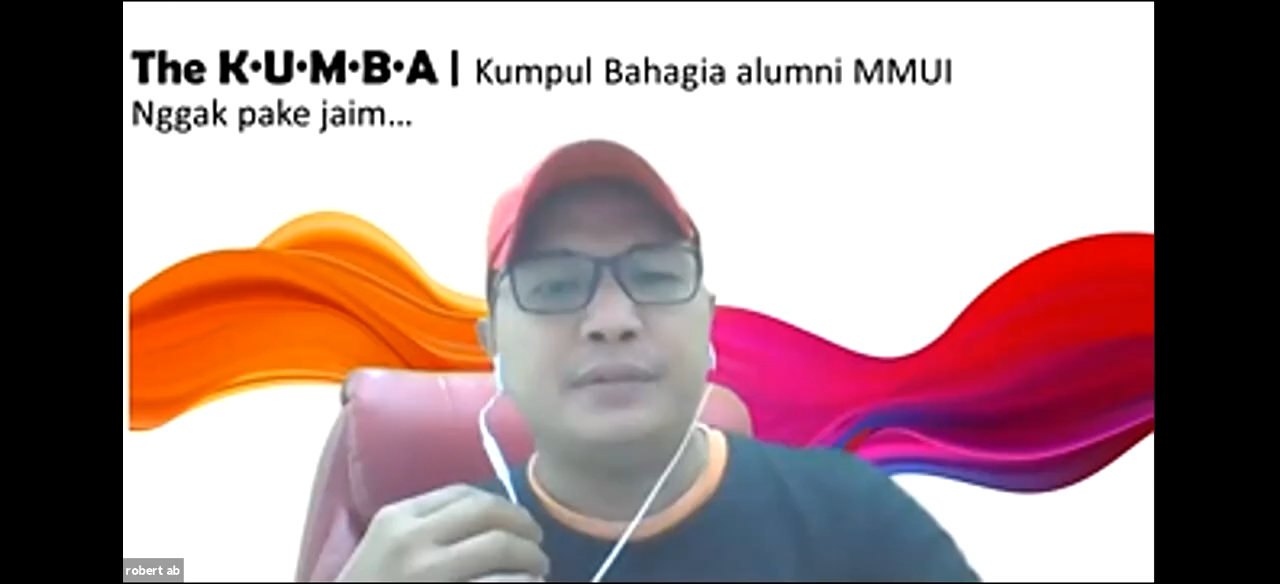 The K•U•M•B•A | Kumpul Bahagia alumni MMUI
Nggak pake jaim...
robert ab